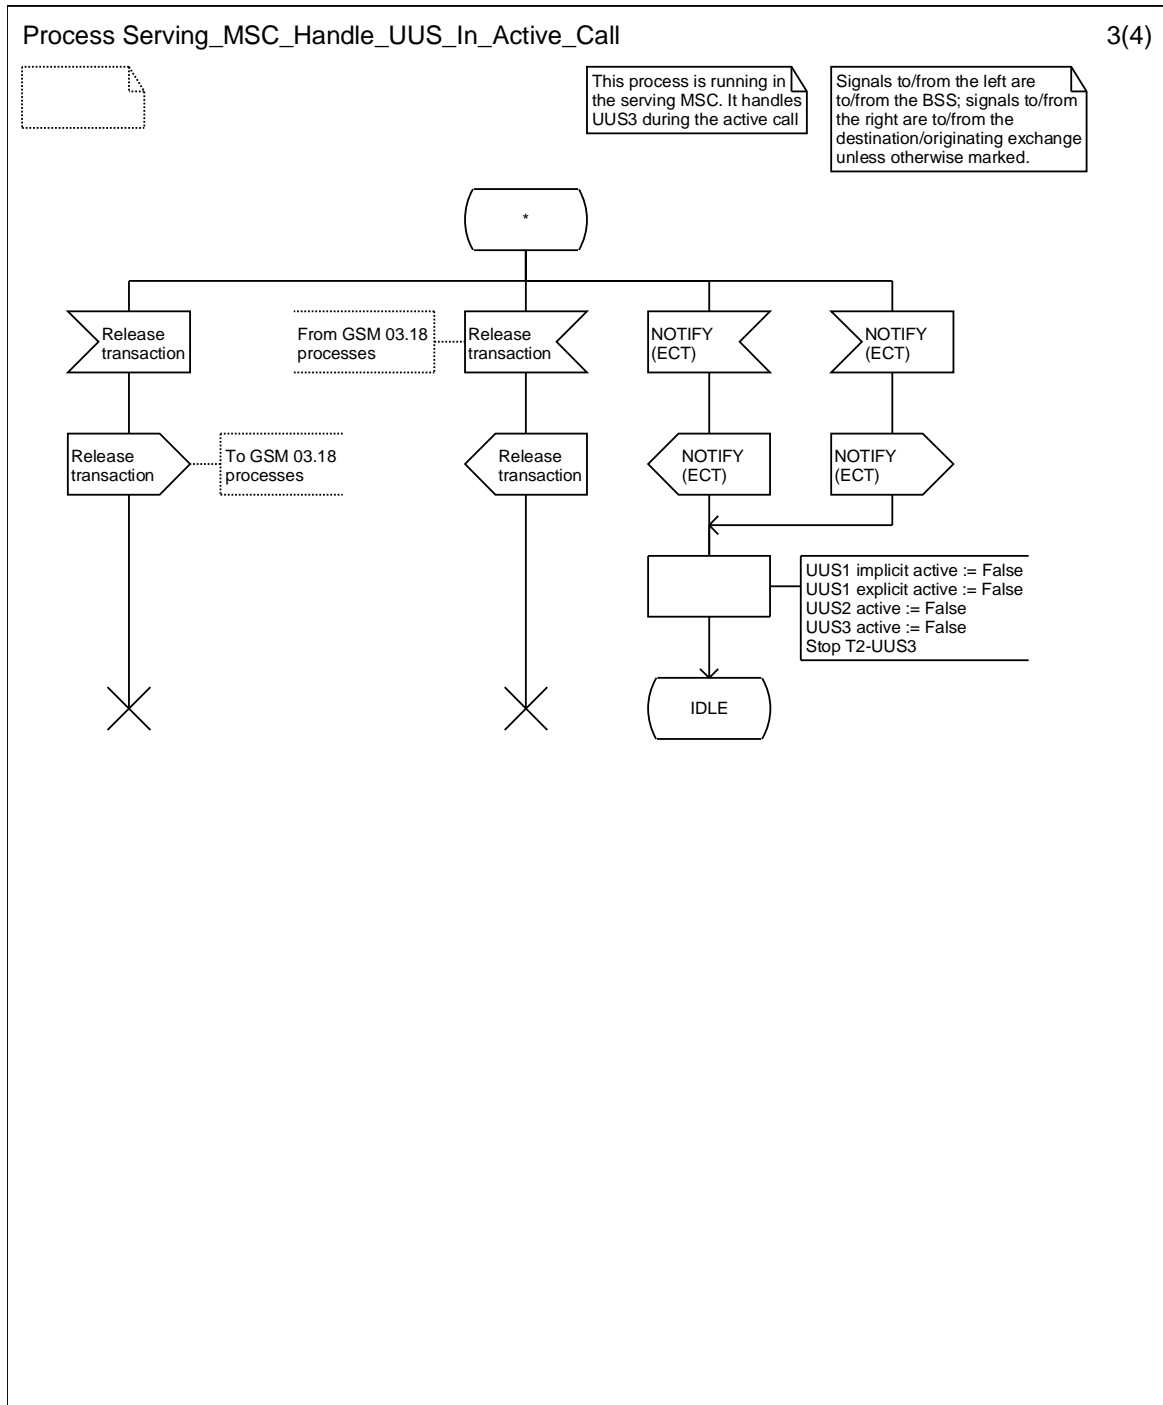 Process Serving_MSC_Handle_UUS_In_Active_Call
3(4)
This process is running in
the serving MSC. It handles
UUS3 during the active call
Signals to/from the left are
to/from the BSS; signals to/from
the right are to/from the
destination/originating exchange
unless otherwise marked.
*
Release
transaction
From GSM 03.18
processes
Release
transaction
NOTIFY
(ECT)
NOTIFY
(ECT)
Release
transaction
To GSM 03.18
processes
Release
transaction
NOTIFY
(ECT)
NOTIFY
(ECT)
UUS1 implicit active := False
UUS1 explicit active := False
UUS2 active := False
UUS3 active := False
Stop T2-UUS3
IDLE